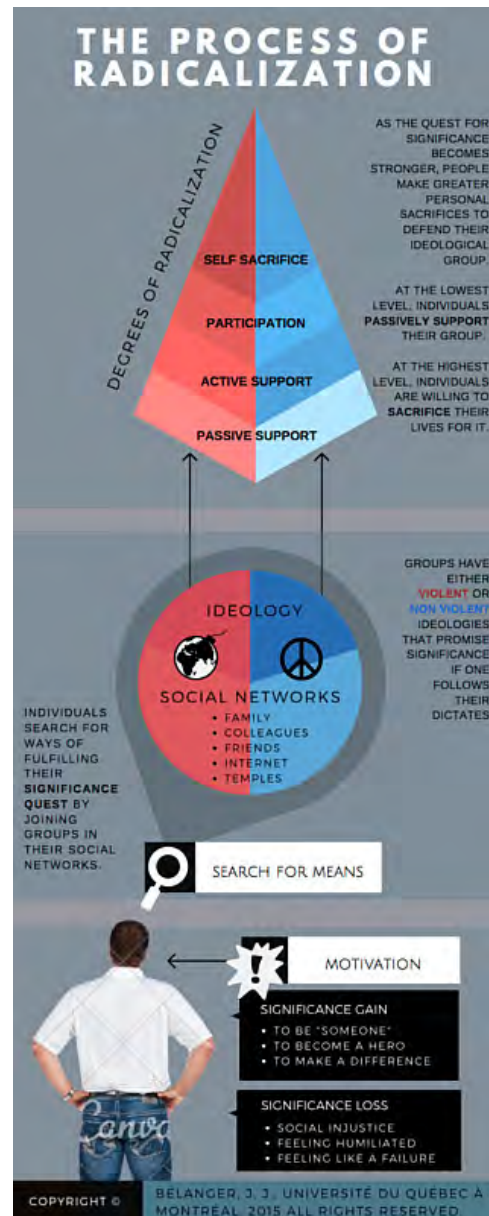 THE PROCESS OF
RADICALIZATION
DEGREES OF RADICALIZATION
SELF SACRIFICE
PARTICIPATION
ACTIVE SUPPORT
PASSIVE SUPPORT
AS THE QUEST FOR
SIGNIFICANCE
BECOMES
STRONGER, PEOPLE
MAKE GREATER
PERSONAL
SACRIFICES TO
DEFEND THEIR
IDEOLOGICAL
GROUP.
AT THE LOWEST
LEVEL, INDIVIDUALS
PASSIVELY SUPPORT
THEIR GROUP.
AT THE HIGHEST
LEVEL, INDIVIDUALS
ARE WILLING TO
SACRIFICE THEIR
LIVES FOR IT.
IDEOLOGY
SOCIAL NETWORKS
• FAMILY
• COLLEAGUES
• FRIENDS
• INTERNET
• TEMPLES
GROUPS HAVE
EITHER
VIOLENT OR
NON VIOLENT
IDEOLOGIES
THAT PROMISE
SIGNIFICANCE
IF ONE
FOLLOWS
THEIR
DICTATES
INDIVIDUALS
SEARCH FOR
WAYS OF
FULFILLING
THEIR
SIGNIFICANCE
QUEST BY
JOINING
GROUPS IN
THEIR SOCIAL
NETWORKS.
SEARCH FOR MEANS
!
MOTIVATION
SIGNIFICANCE GAIN
• TO BE "SOMEONE"
• TO BECOME A HERO
• TO MAKE A DIFFERENCE
SIGNIFICANCE LOSS
• SOCIAL INJUSTICE
• FEELING HUMILIATED
• FEELING LIKE A FAILURE
Canva
COPYRIGHT ©
BELANGER, J. J., UNIVERSITÉ DU QUÉBEC À
MONTREAL, 2015 ALL RIGHTS RESERVED.